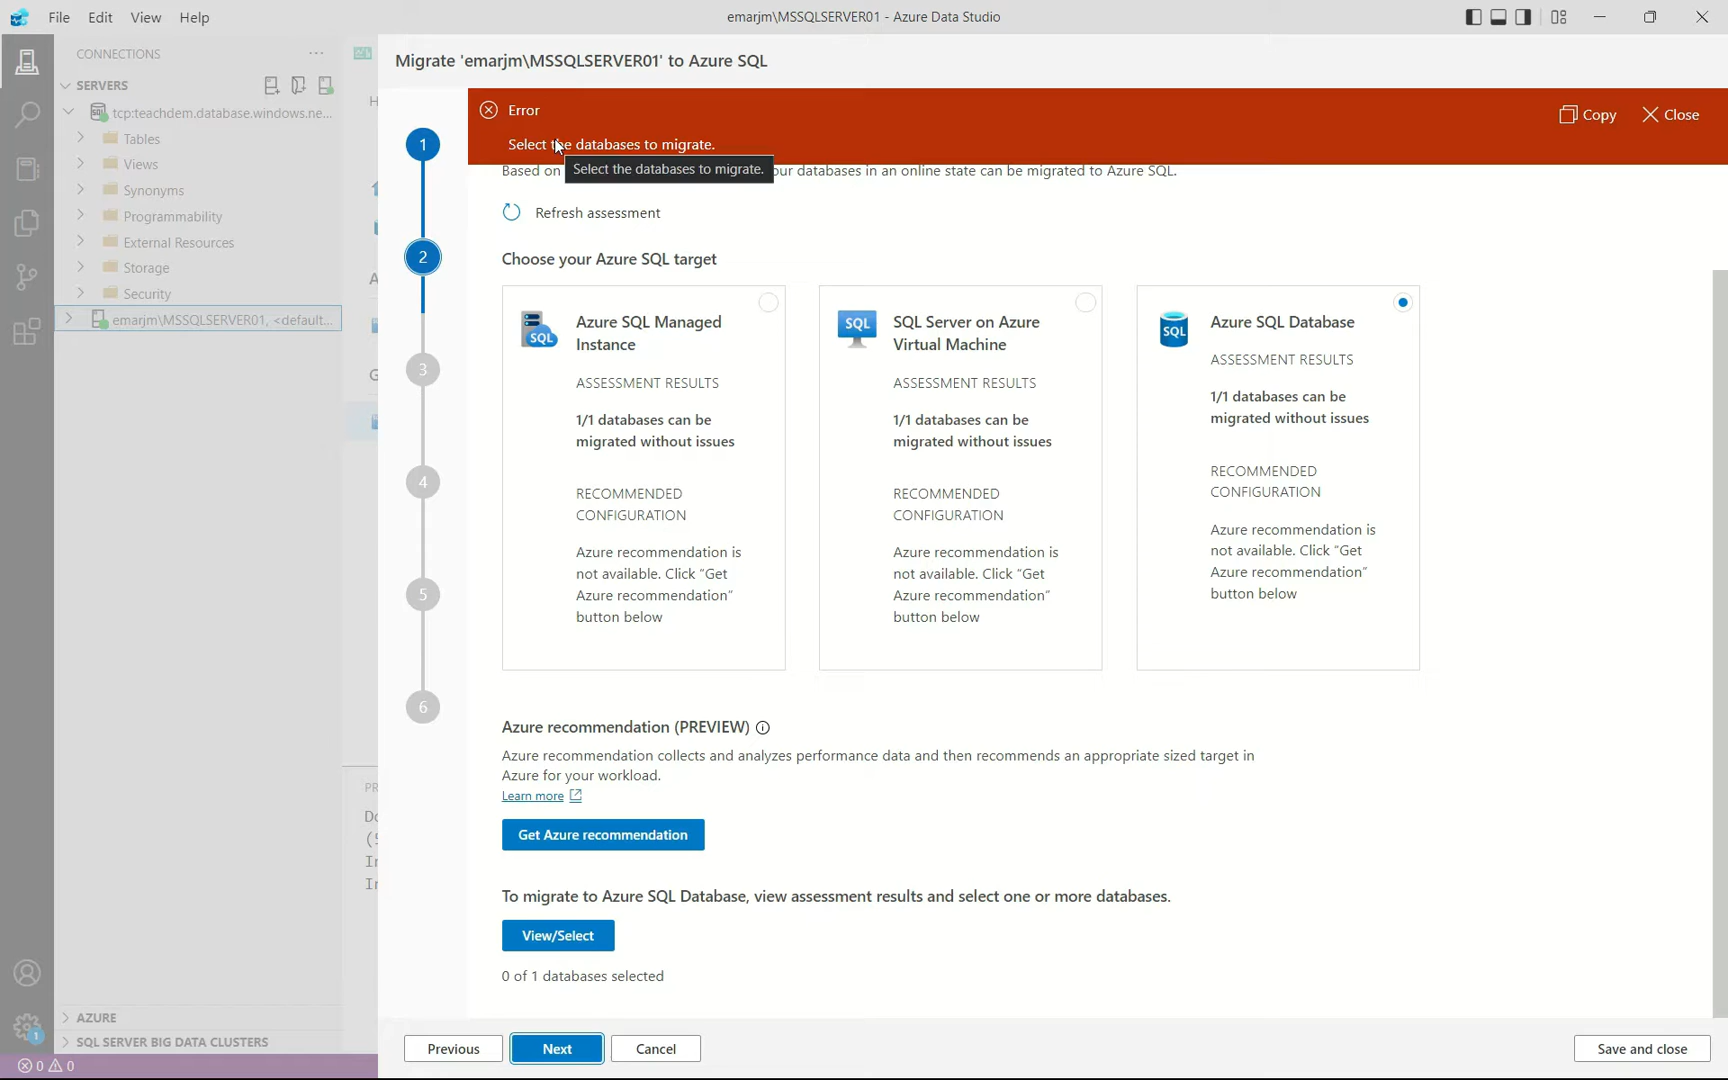 File Edit View Help
emarjm\MSSQLSERVER01 - Azure Data Studio
CONNECTIONS
SERVERS
tcp:teachdem.database.windows.ne...
Tables
Views
Synonyms
Programmability
External Resources
Storage
Security
emarjm\MSSQLSERVER01, <default...
AZURE
SQL SERVER BIG DATA CLUSTERS
0 0
1
Migrate 'emarjm\MSSQLSERVER01' to Azure SQL
Error
Copy Close
Select the databases to migrate.
Select the databases to migrate.
Based on our databases in an online state can be migrated to Azure SQL.
1
2
3
4
5
6
Refresh assessment
Choose your Azure SQL target
SQL
Azure SQL Managed
Instance
ASSESSMENT RESULTS
1/1 databases can be
migrated without issues
RECOMMENDED
CONFIGURATION
Azure recommendation is
not available. Click "Get
Azure recommendation"
button below
SQL
SQL Server on Azure
Virtual Machine
ASSESSMENT RESULTS
1/1 databases can be
migrated without issues
RECOMMENDED
CONFIGURATION
Azure recommendation is
not available. Click "Get
Azure recommendation"
button below
SQL
Azure SQL Database
ASSESSMENT RESULTS
1/1 databases can be
migrated without issues
RECOMMENDED
CONFIGURATION
Azure recommendation is
not available. Click "Get
Azure recommendation"
button below
Azure recommendation (PREVIEW)
Azure recommendation collects and analyzes performance data and then recommends an appropriate sized target in
Azure for your workload.
Learn more
Get Azure recommendation
To migrate to Azure SQL Database, view assessment results and select one or more databases.
View/Select
0 of 1 databases selected
Previous Next Cancel Save and close